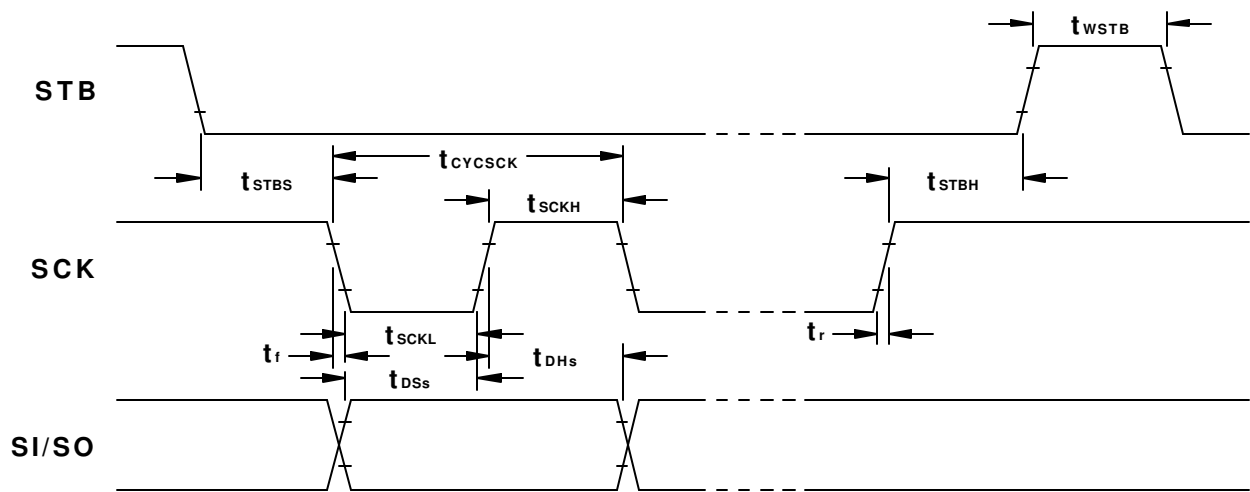 tWSTB
STB
tCYCSCK
tSTBS
tSTBH
tSCKH
SCK
tSCKL
tr
tf
tDHs
tDSs
SI/SO